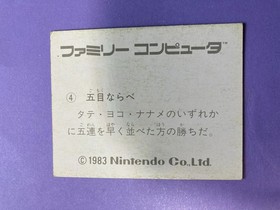 ファミリー コンピュータ™
④ 五目ならべ
タテ・ヨコ・ナナメのいずれか
に五連を早く並べた方の勝ちだ。
©1983 Nintendo Co.,Ltd.